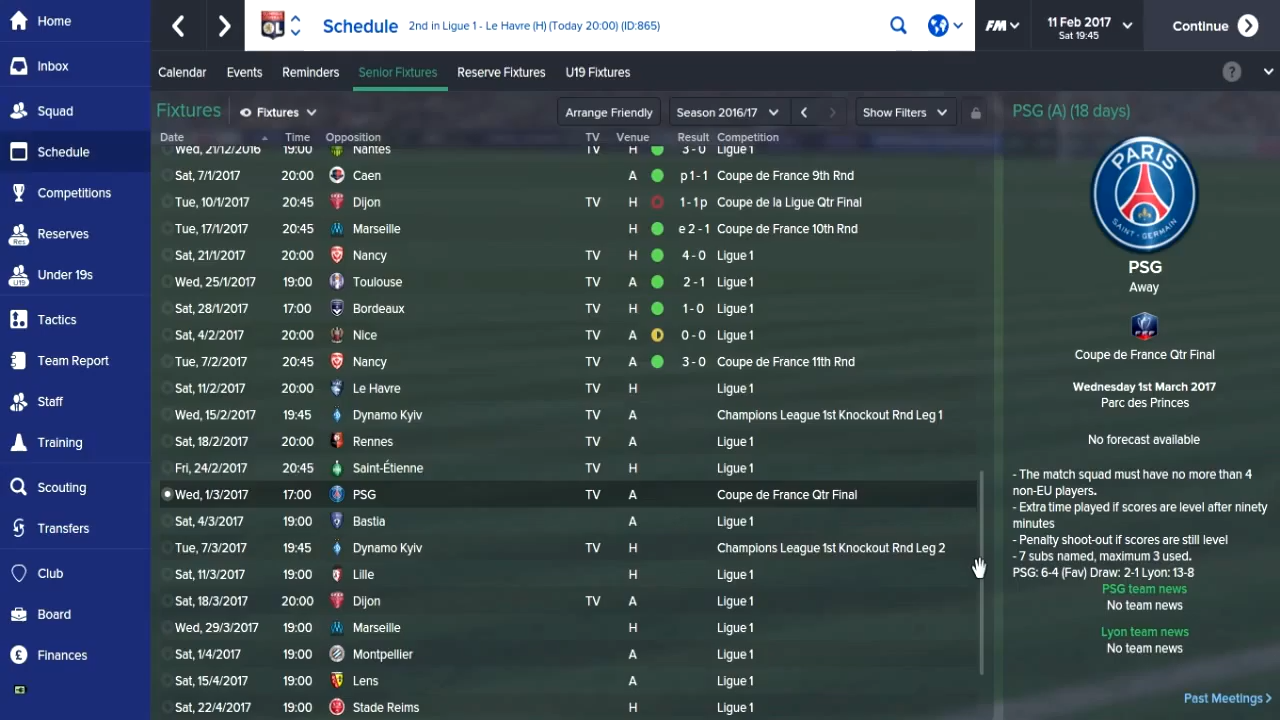 Home
Inbox
Squad
Schedule
Competitions
Res Reserves
U19 Under 19s
Tactics
Team Report
Staff
Training
Scouting
Transfers
Club
Board
£ Finances
OL Schedule 2nd in Ligue 1 - Le Havre (H) (Today 20:00) (ID:865)
FM 11 Feb 2017 Continue
Sat 19:45
Calendar Events Reminders Senior Fixtures Reserve Fixtures U19 Fixtures ?
Fixtures Fixtures Arrange Friendly Season 2016/17 < > Show Filters
Date Time Opposition TV Venue Result Competition
Wed, 21/12/2016 19:00 Nantes TV H 3 - 0 Ligue 1
Sat, 7/1/2017 20:00 Caen A p 1 - 1 Coupe de France 9th Rnd
Tue, 10/1/2017 20:45 Dijon TV H 1 - 1 p Coupe de la Ligue Qtr Final
Tue, 17/1/2017 20:45 Marseille H e 2 - 1 Coupe de France 10th Rnd
Sat, 21/1/2017 20:00 Nancy TV H 4 - 0 Ligue 1
Wed, 25/1/2017 19:00 Toulouse TV A 2 - 1 Ligue 1
Sat, 28/1/2017 17:00 Bordeaux TV H 1 - 0 Ligue 1
Sat, 4/2/2017 20:00 Nice TV A 0 - 0 Ligue 1
Tue, 7/2/2017 20:45 Nancy TV A 3 - 0 Coupe de France 11th Rnd
Sat, 11/2/2017 20:00 Le Havre TV H Ligue 1
Wed, 15/2/2017 19:45 Dynamo Kyiv TV A Champions League 1st Knockout Rnd Leg 1
Sat, 18/2/2017 20:00 Rennes TV A Ligue 1
Fri, 24/2/2017 20:45 Saint-Étienne TV H Ligue 1
Wed, 1/3/2017 17:00 PSG TV A Coupe de France Qtr Final
Sat, 4/3/2017 19:00 Bastia A Ligue 1
Tue, 7/3/2017 19:45 Dynamo Kyiv TV H Champions League 1st Knockout Rnd Leg 2
Sat, 11/3/2017 19:00 Lille H Ligue 1
Sat, 18/3/2017 20:00 Dijon TV A Ligue 1
Wed, 29/3/2017 19:00 Marseille H Ligue 1
Sat, 1/4/2017 19:00 Montpellier A Ligue 1
Sat, 15/4/2017 19:00 Lens A Ligue 1
Sat, 22/4/2017 19:00 Stade Reims H Ligue 1
PSG (A) (18 days)
PARIS
SAINT-GERMAIN
PSG
Away
FFF
Coupe de France Qtr Final
Wednesday 1st March 2017
Parc des Princes
No forecast available
- The match squad must have no more than 4
non-EU players.
- Extra time played if scores are level after ninety
minutes
- Penalty shoot-out if scores are still level
- 7 subs named, maximum 3 used.
PSG: 6-4 (Fav) Draw: 2-1 Lyon: 13-8
PSG team news
No team news
Lyon team news
No team news
Past Meetings >